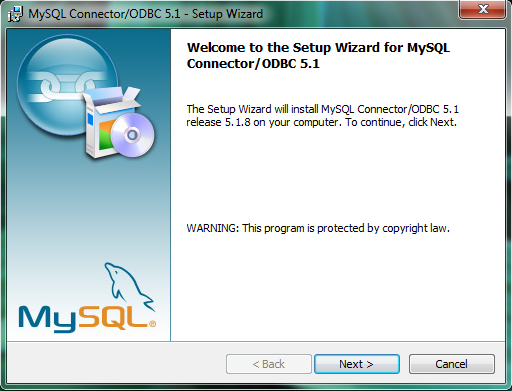 MySQL Connector/ODBC 5.1 - Setup Wizard
Welcome to the Setup Wizard for MySQL
Connector/ODBC 5.1
The Setup Wizard will install MySQL Connector/ODBC 5.1
release 5.1.8 on your computer. To continue, click Next.
WARNING: This program is protected by copyright law.
MySQL®
< Back
Next >
Cancel